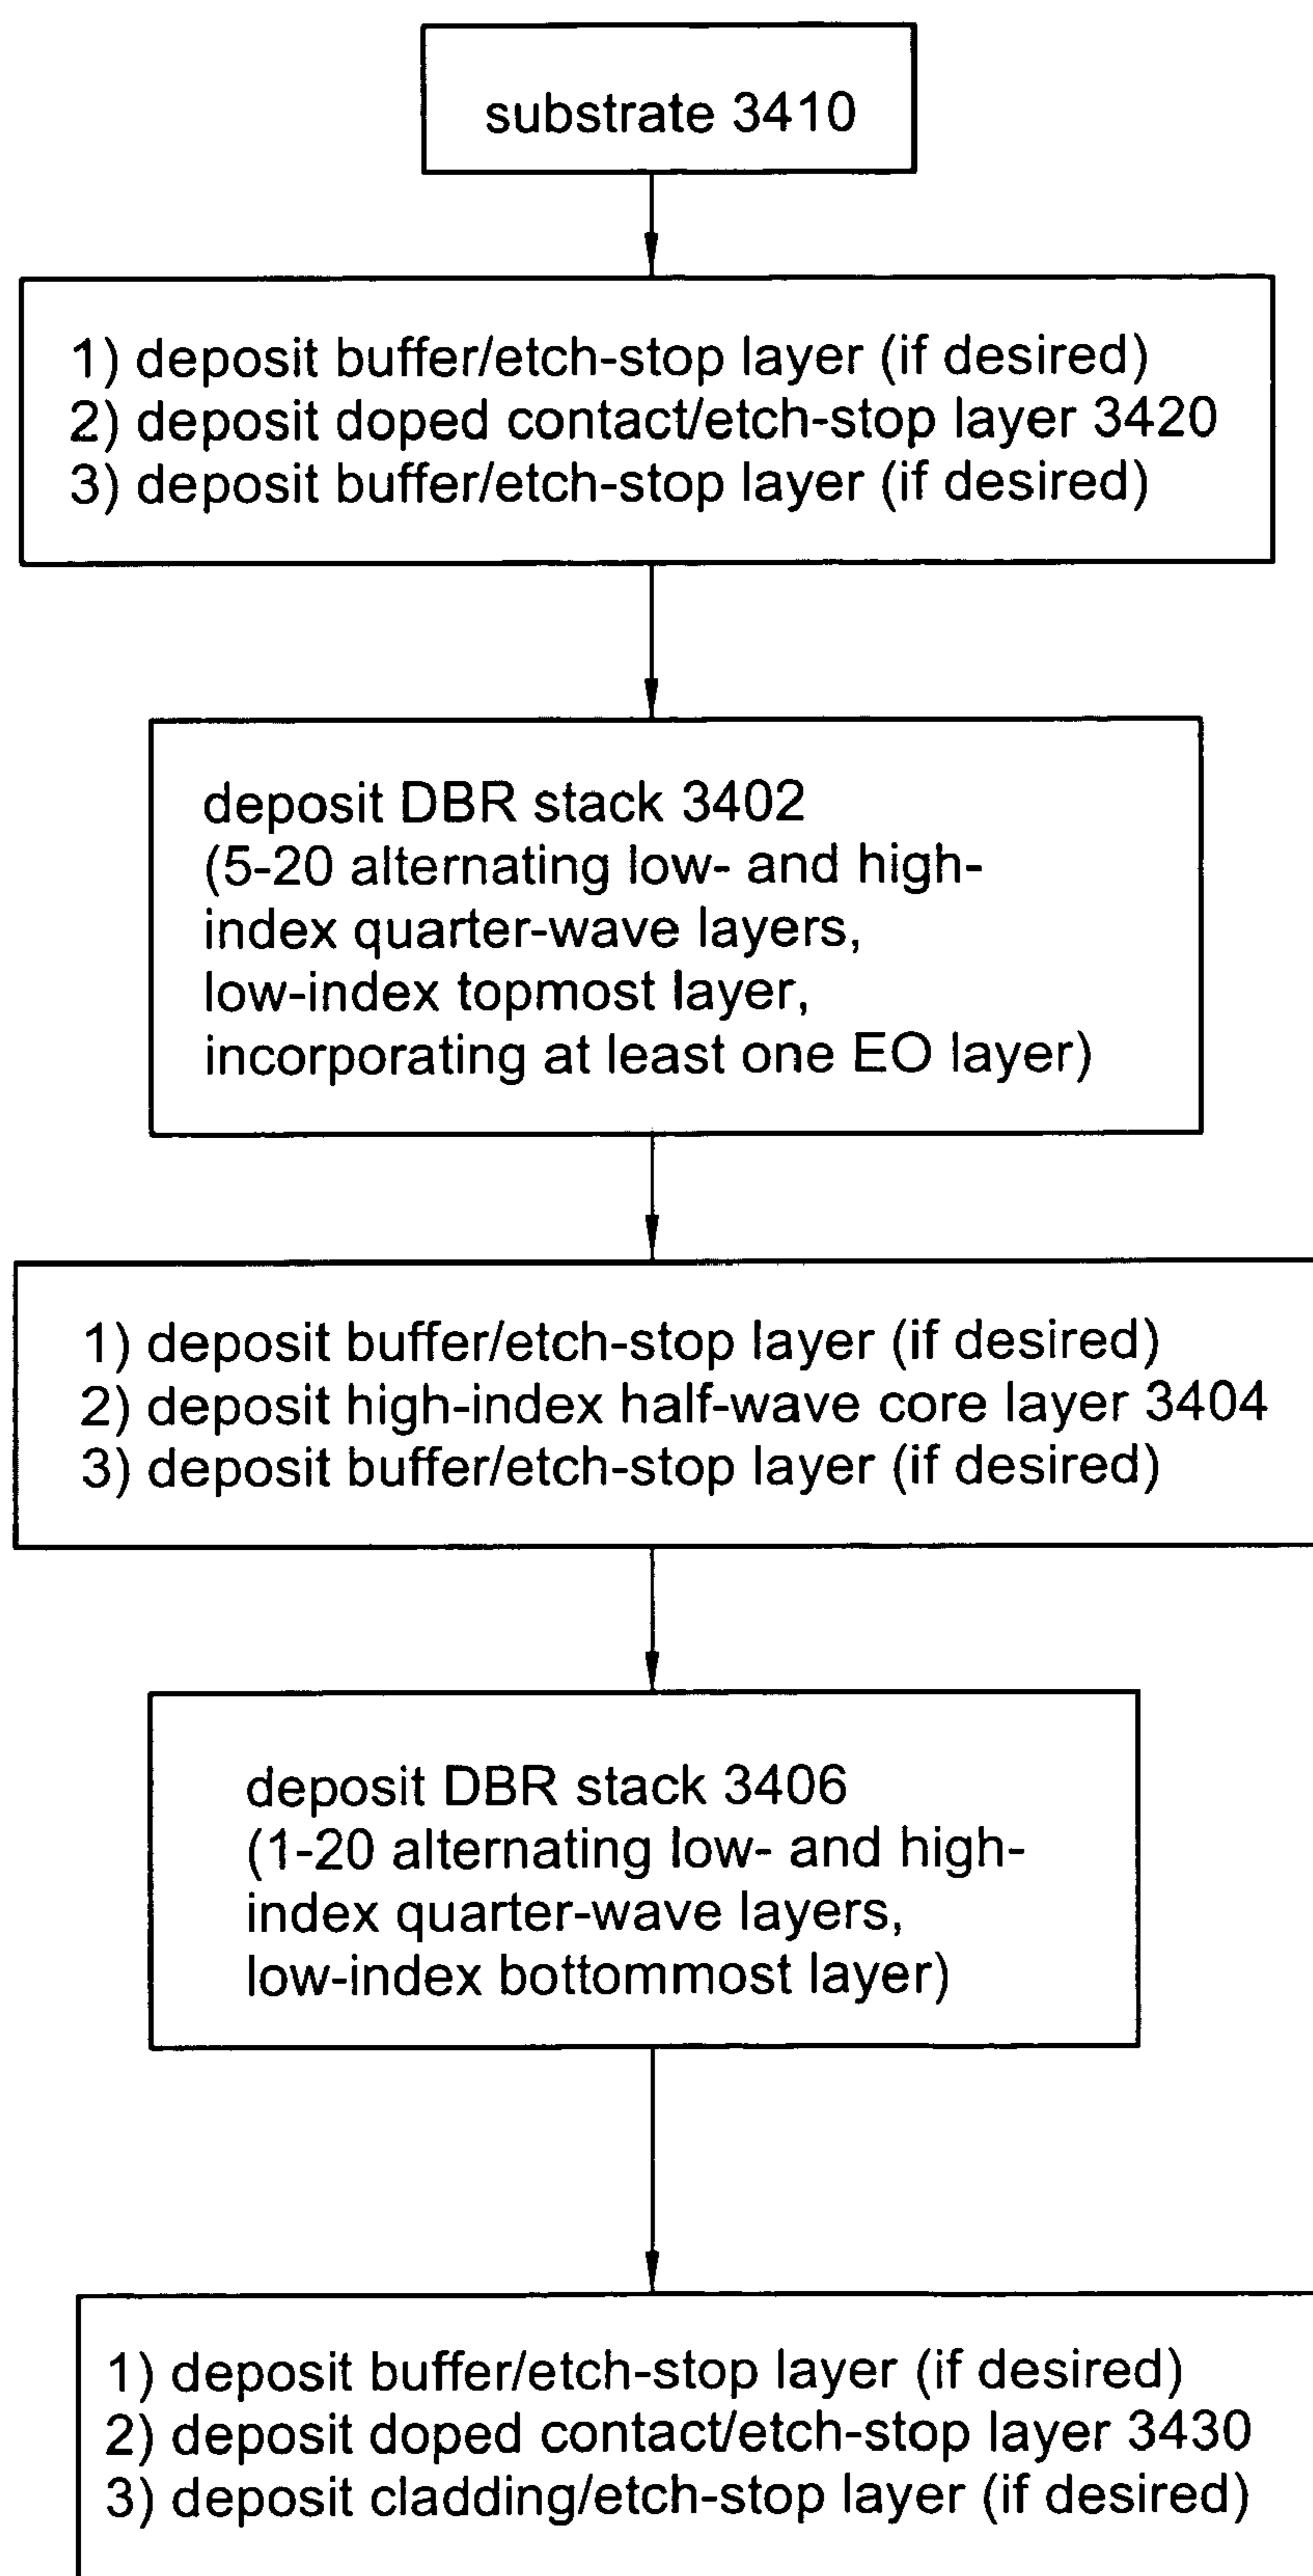 substrate 3410
1) deposit buffer/etch-stop layer (if desired)
2) deposit doped contact/etch-stop layer 3420
3) deposit buffer/etch-stop layer (if desired)
deposit DBR stack 3402
(5-20 alternating low- and high-
index quarter-wave layers,
low-index topmost layer,
incorporating at least one EO layer)
1) deposit buffer/etch-stop layer (if desired)
2) deposit high-index half-wave core layer 3404
3) deposit buffer/etch-stop layer (if desired)
deposit DBR stack 3406
(1-20 alternating low- and high-
index quarter-wave layers,
low-index bottommost layer)
1) deposit buffer/etch-stop layer (if desired)
2) deposit doped contact/etch-stop layer 3430
3) deposit cladding/etch-stop layer (if desired)